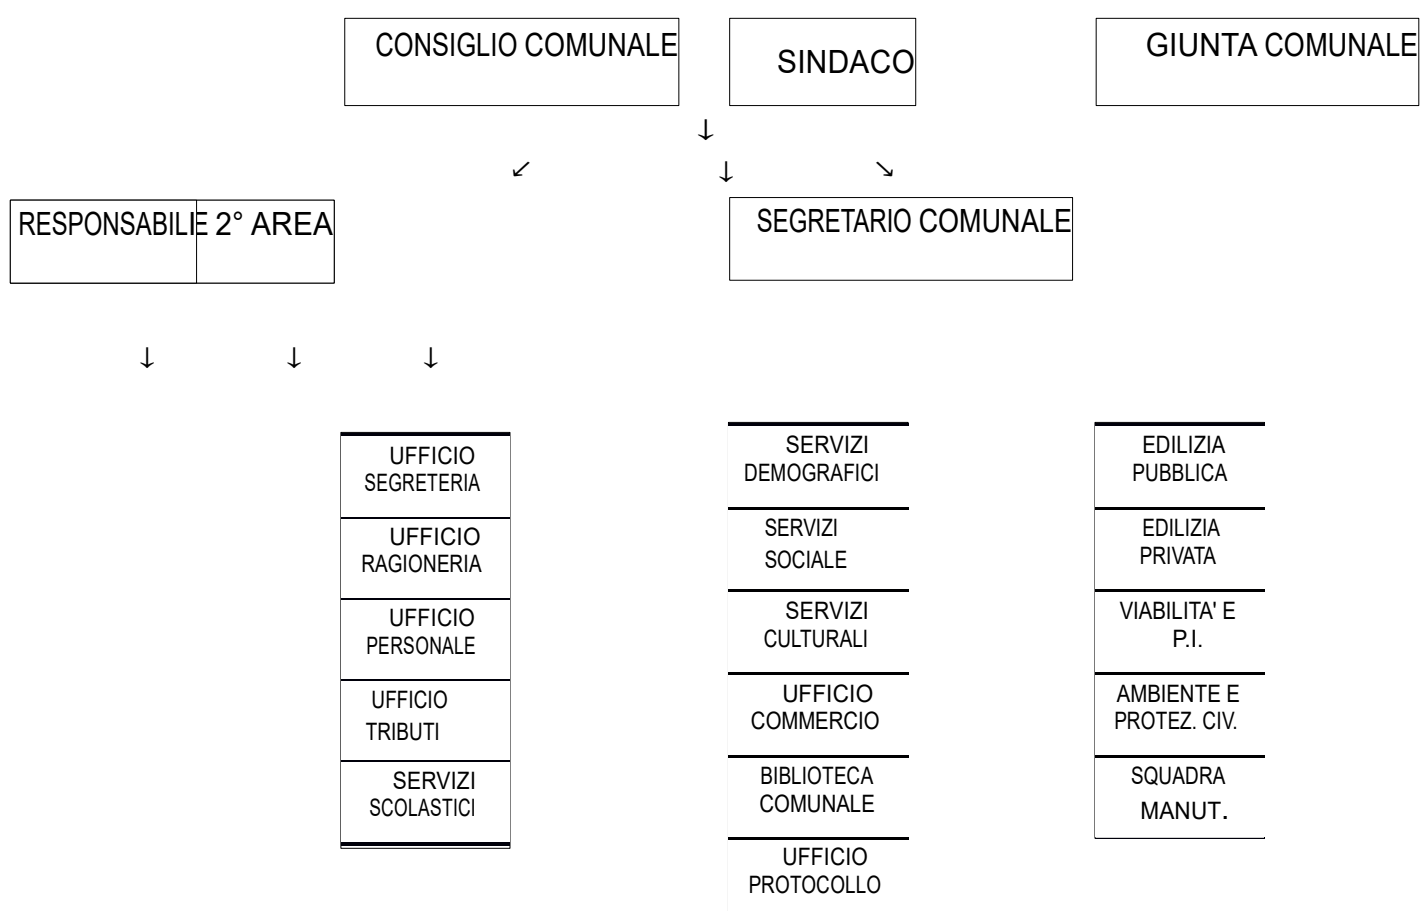 CONSIGLIO COMUNALE
SINDACO
GIUNTA COMUNALE
↓
↙ ↓ ↘
RESPONSABILIE 2° AREA
SEGRETARIO COMUNALE
↓ ↓ ↓
UFFICIO
SEGRETERIA
UFFICIO
RAGIONERIA
UFFICIO
PERSONALE
UFFICIO
TRIBUTI
SERVIZI
SCOLASTICI
SERVIZI
DEMOGRAFICI
SERVIZI
SOCIALE
SERVIZI
CULTURALI
UFFICIO
COMMERCIO
BIBLIOTECA
COMUNALE
UFFICIO
PROTOCOLLO
EDILIZIA
PUBBLICA
EDILIZIA
PRIVATA
VIABILITA' E
P.I.
AMBIENTE E
PROTEZ. CIV.
SQUADRA
MANUT.